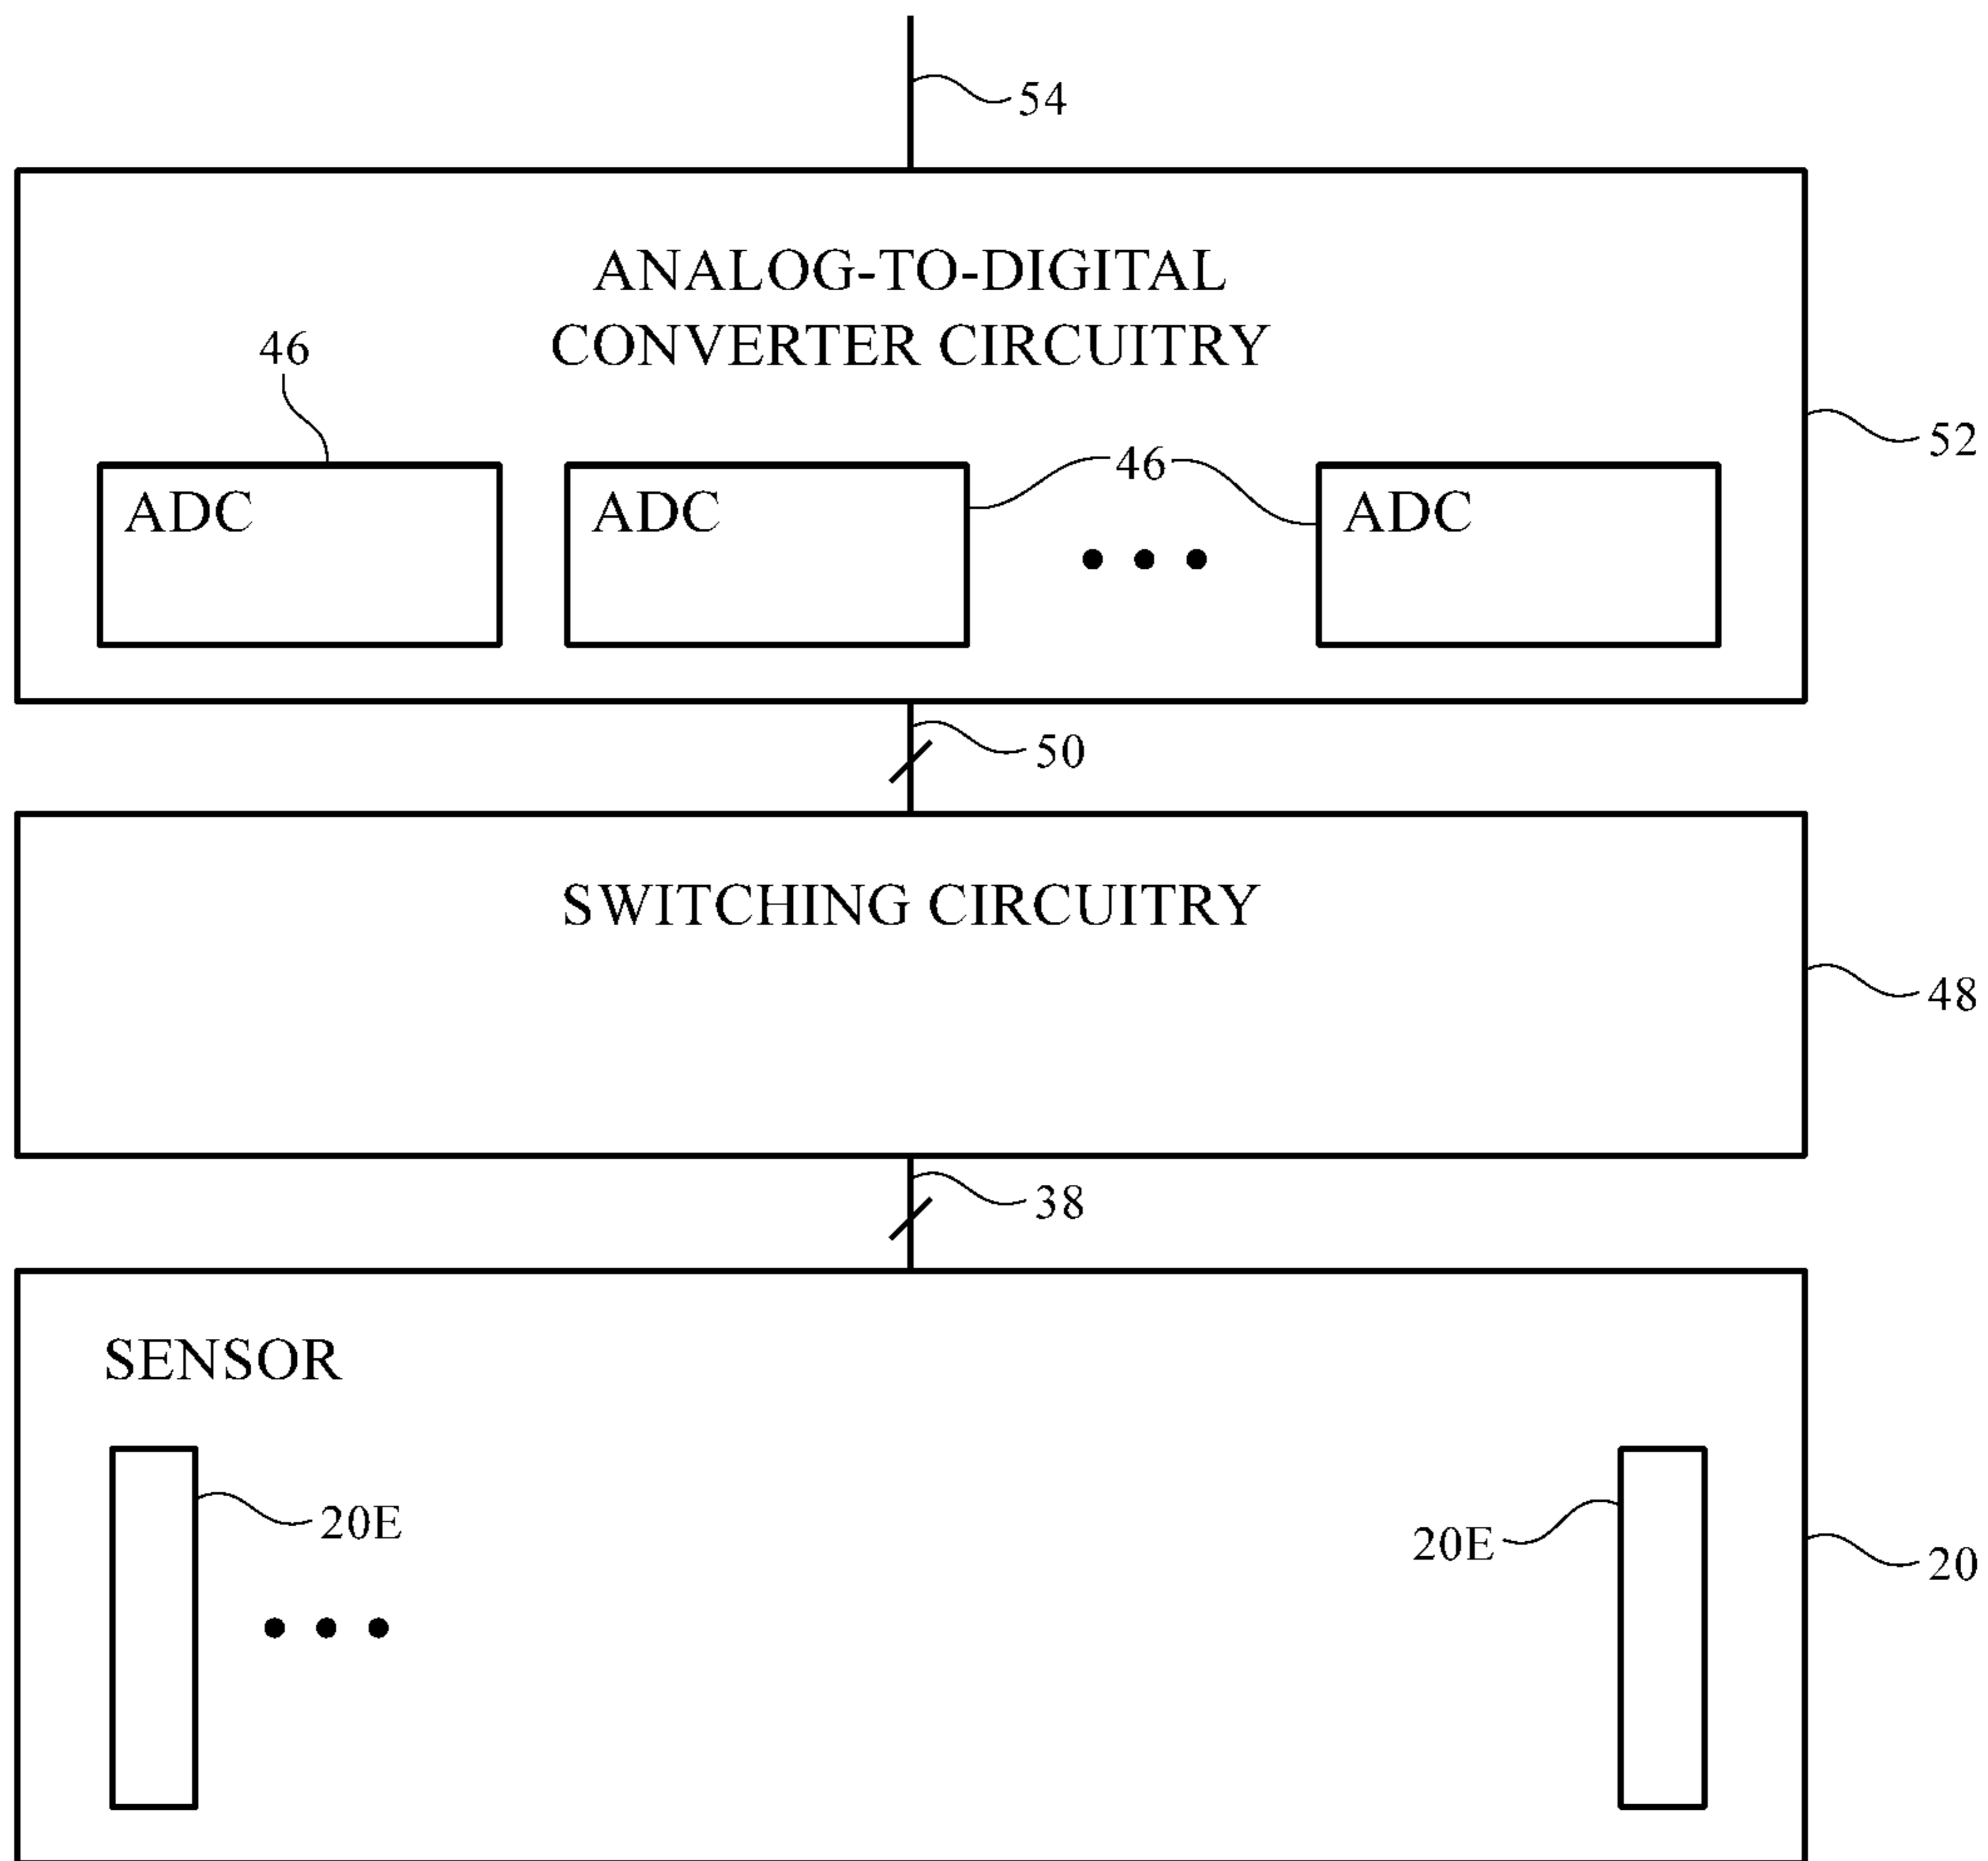 54
ANALOG-TO-DIGITAL
CONVERTER CIRCUITRY
46
52
46
ADC
ADC
ADC
50
SWITCHING CIRCUITRY
48
38
SENSOR
20E
20E
20